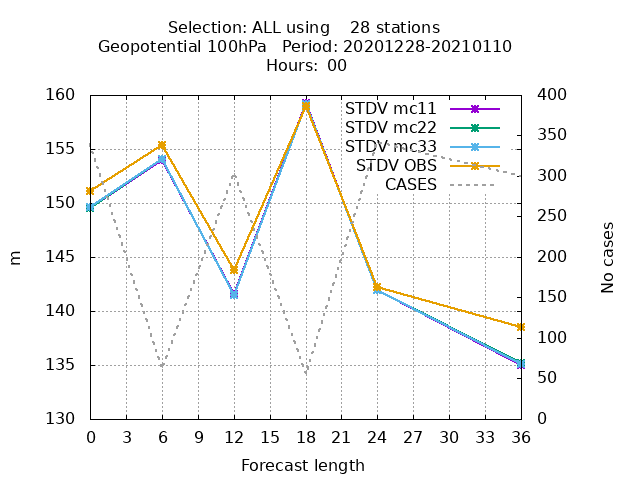 Selection: ALL using    28 stations
Geopotential 100hPa   Period: 20201228-20210110
Hours:  00
160
155
150
145
140
135
130
m
400
350
300
250
200
150
100
50
0
No cases
STDV mc11
STDV mc22
STDV mc33
STDV OBS
CASES
0 3 6 9 12 15 18 21 24 27 30 33 36
Forecast length